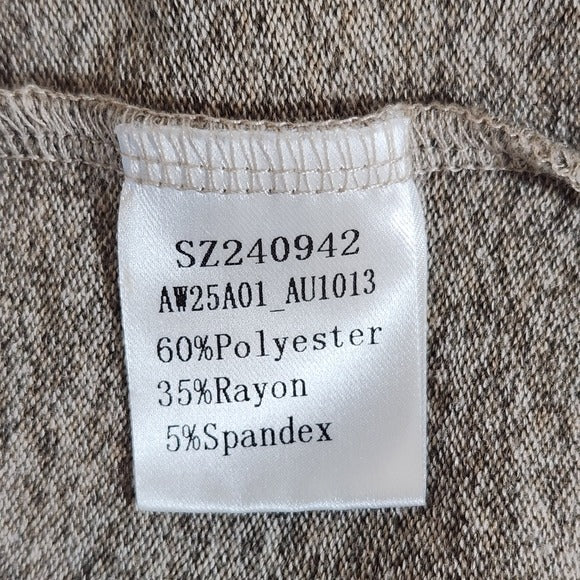 SZ240942
AW25A01_AU1013
60%Polyester
35%Rayon
5%Spandex